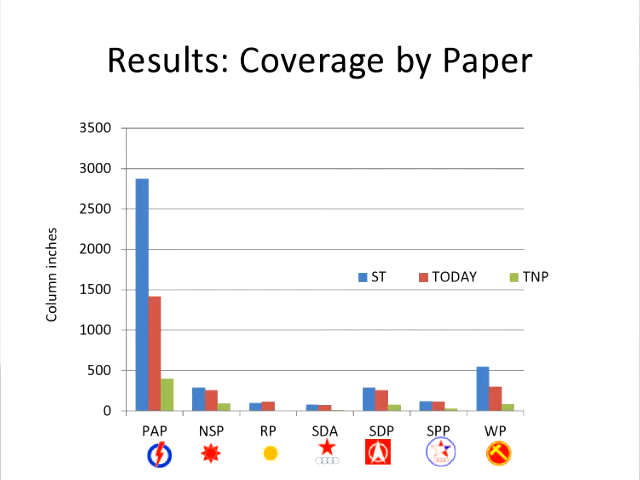 Results: Coverage by Paper
3500
3000
2500
2000
1500
1000
500
0
Column inches
ST TODAY TNP
PAP NSP RP SDA SDP SPP WP